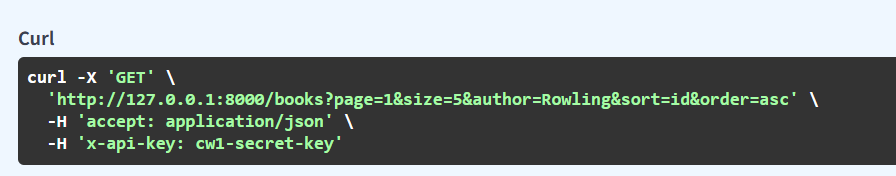 Curl
curl -X 'GET' \
'http://127.0.0.1:8000/books?page=1&size=5&author=Rowling&sort=id&order=asc' \
-H 'accept: application/json' \
-H 'x-api-key: cw1-secret-key'